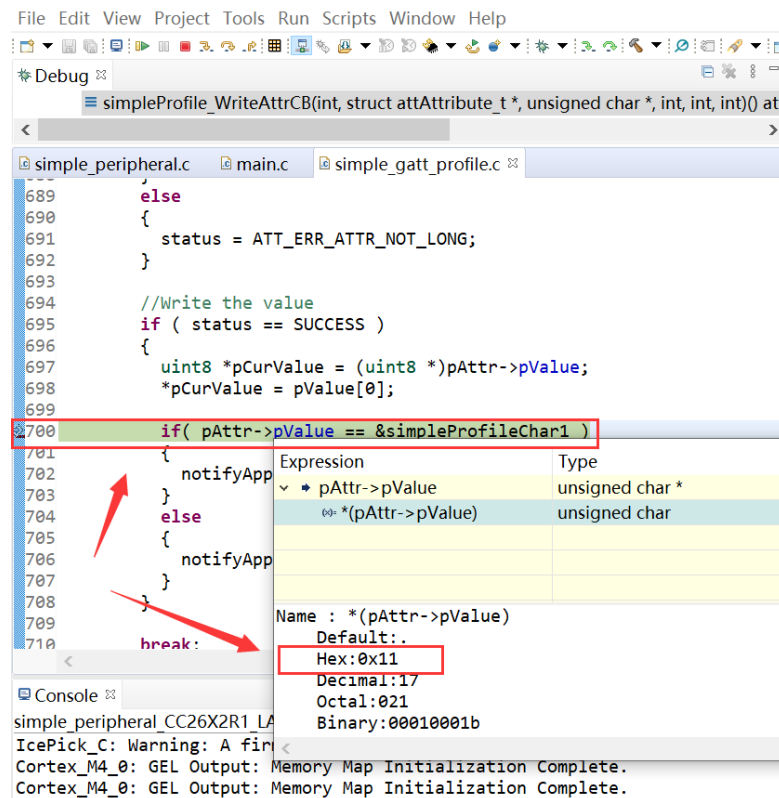 File Edit View Project Tools Run Scripts Window Help
Debug
simpleProfile_WriteAttrCB(int, struct attAttribute_t *, unsigned char *, int, int, int)() at
simple_peripheral.c main.c simple_gatt_profile.c
689 else
690 {
691 status = ATT_ERR_ATTR_NOT_LONG;
692 }
693
694 //Write the value
695 if ( status == SUCCESS )
696 {
697 uint8 *pCurValue = (uint8 *)pAttr->pValue;
698 *pCurValue = pValue[0];
699
700 if( pAttr->pValue == &simpleProfileChar1 )
701 {
702 notifyApp
703 }
704 else
705 {
706 notifyApp
707 }
708 }
709
710 break;
Expression Type
pAttr->pValue unsigned char *
(x)= *(pAttr->pValue) unsigned char
Name : *(pAttr->pValue)
Default:.
Hex:0x11
Decimal:17
Octal:021
Binary:00010001b
Console
simple_peripheral_CC26X2R1_LA
IcePick_C: Warning: A fir
Cortex_M4_0: GEL Output: Memory Map Initialization Complete.
Cortex_M4_0: GEL Output: Memory Map Initialization Complete.